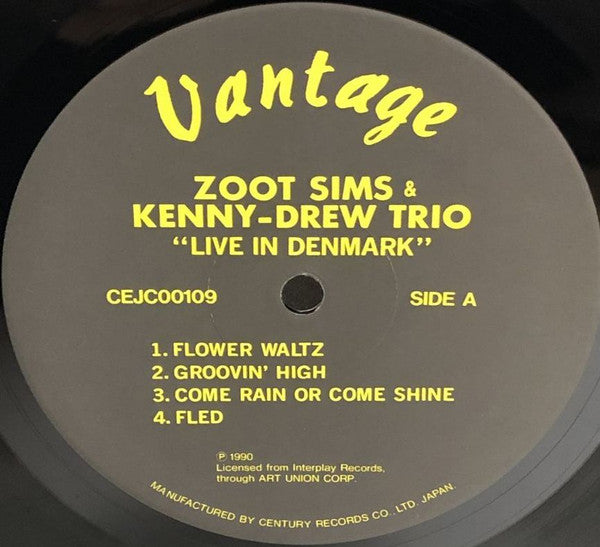 Vantage
ZOOT SIMS &
KENNY-DREW TRIO
"LIVE IN DENMARK"
CEJC00109 SIDE A
1. FLOWER WALTZ
2. GROOVIN' HIGH
3. COME RAIN OR COME SHINE
4. FLED
Ⓟ 1990
Licensed from Interplay Records,
through ART UNION CORP.
MANUFACTURED BY CENTURY RECORDS CO., LTD. JAPAN.